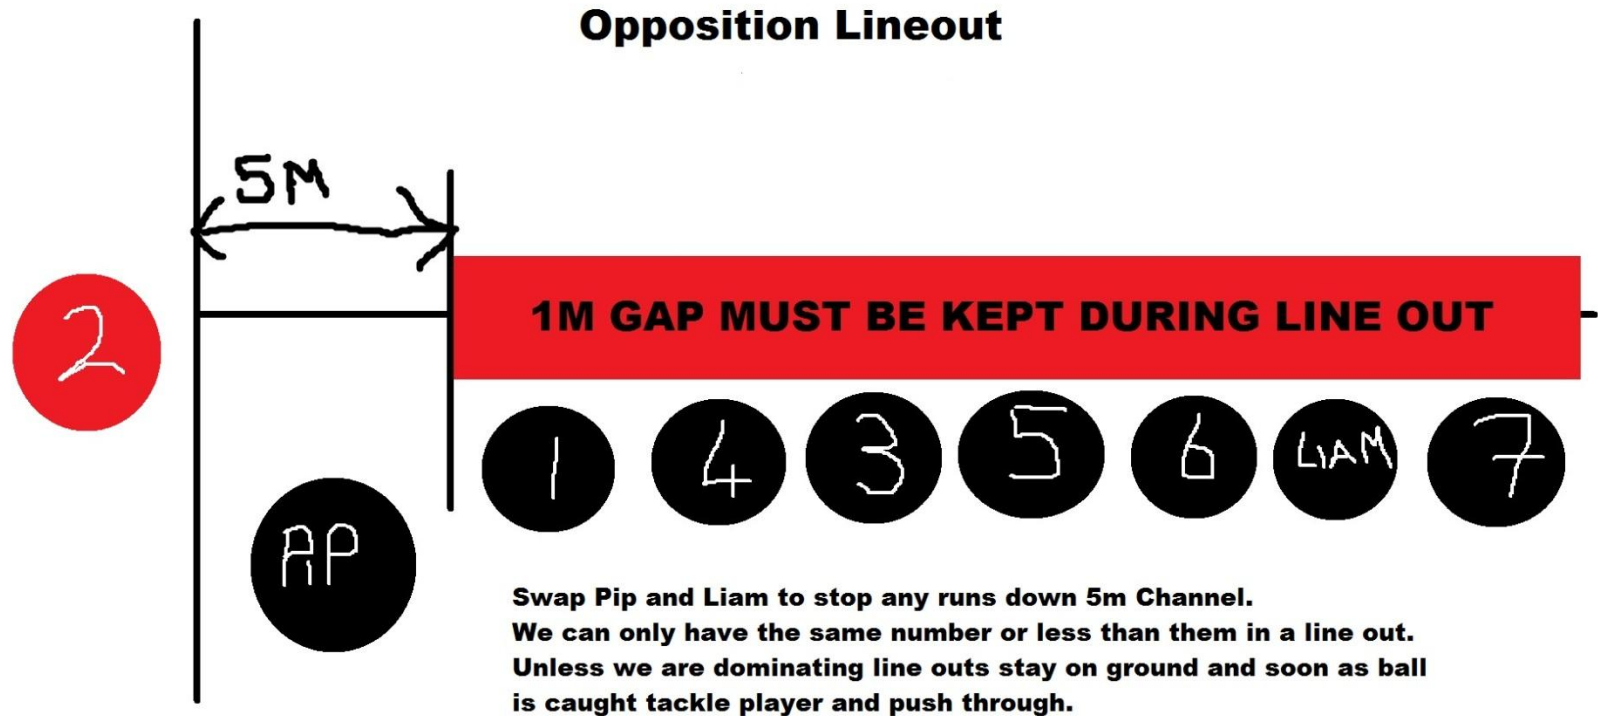 Opposition Lineout
5M
1M GAP MUST BE KEPT DURING LINE OUT
2
1
4
3
5
6
LIAM
7
PiP
Swap Pip and Liam to stop any runs down 5m Channel.
We can only have the same number or less than them in a line out.
Unless we are dominating line outs stay on ground and soon as ball
is caught tackle player and push through.